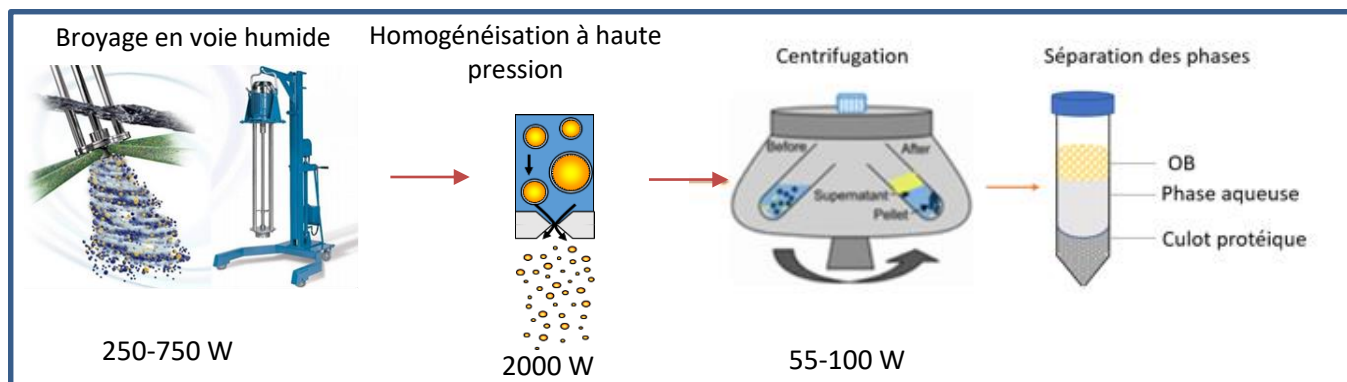 Broyage en voie humide
Homogénéisation à haute
pression
Centrifugation
Séparation des phases
Before
After
Supernatant
Pellet
OB
Phase aqueuse
Culot protéique
250-750 W
2000 W
55-100 W